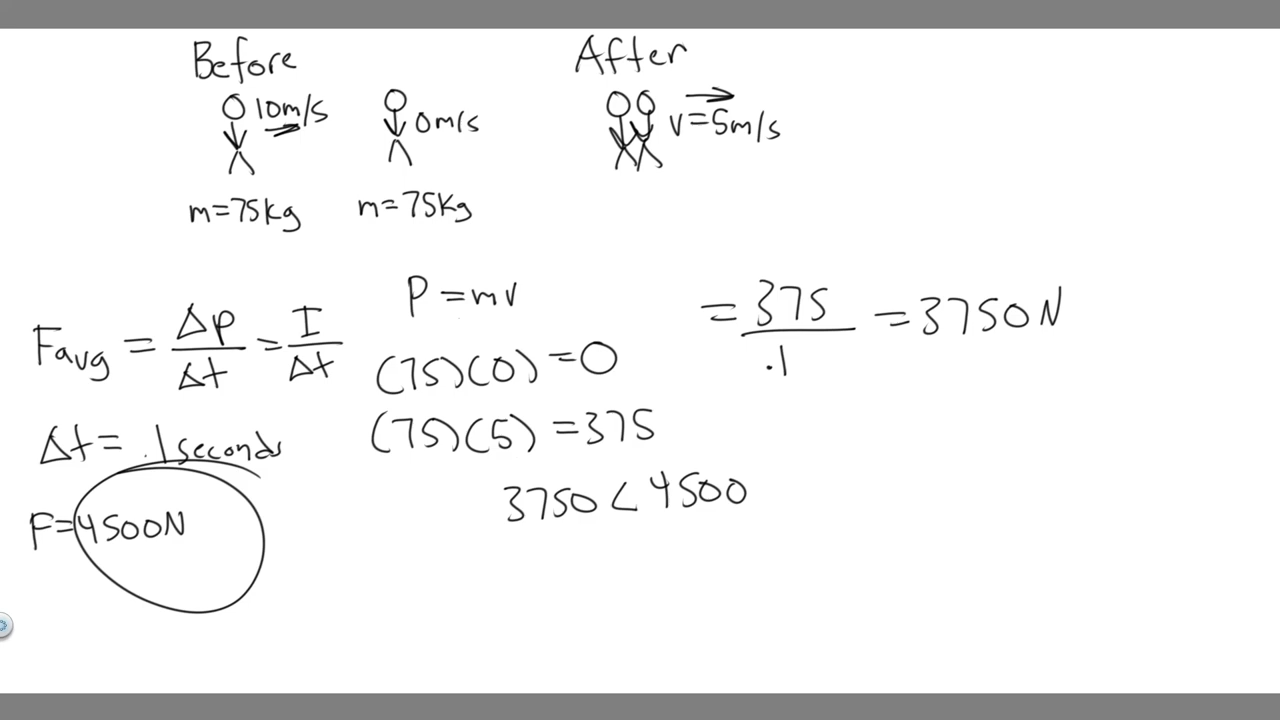 Before After
10m/s 0m/s v=5m/s
m=75kg m=75kg
P=mv
Favg = Δp/Δt = I/Δt
= 375/.1 = 3750N
(75)(0) = 0
Δt = .1 seconds
(75)(5) = 375
3750 < 4500
F=4500N